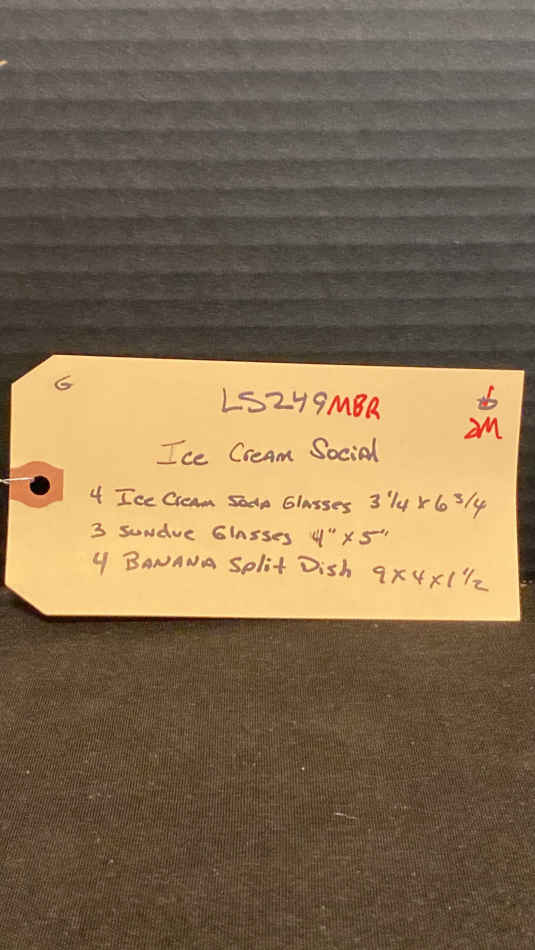 G
LS249MBR
2M
Ice Cream Social
4 Ice Cream Soda Glasses 3 1/4 x 6 3/4
3 Sundue Glasses 4" x 5"
4 BANANA Split Dish 9 x 4 x 1 1/2